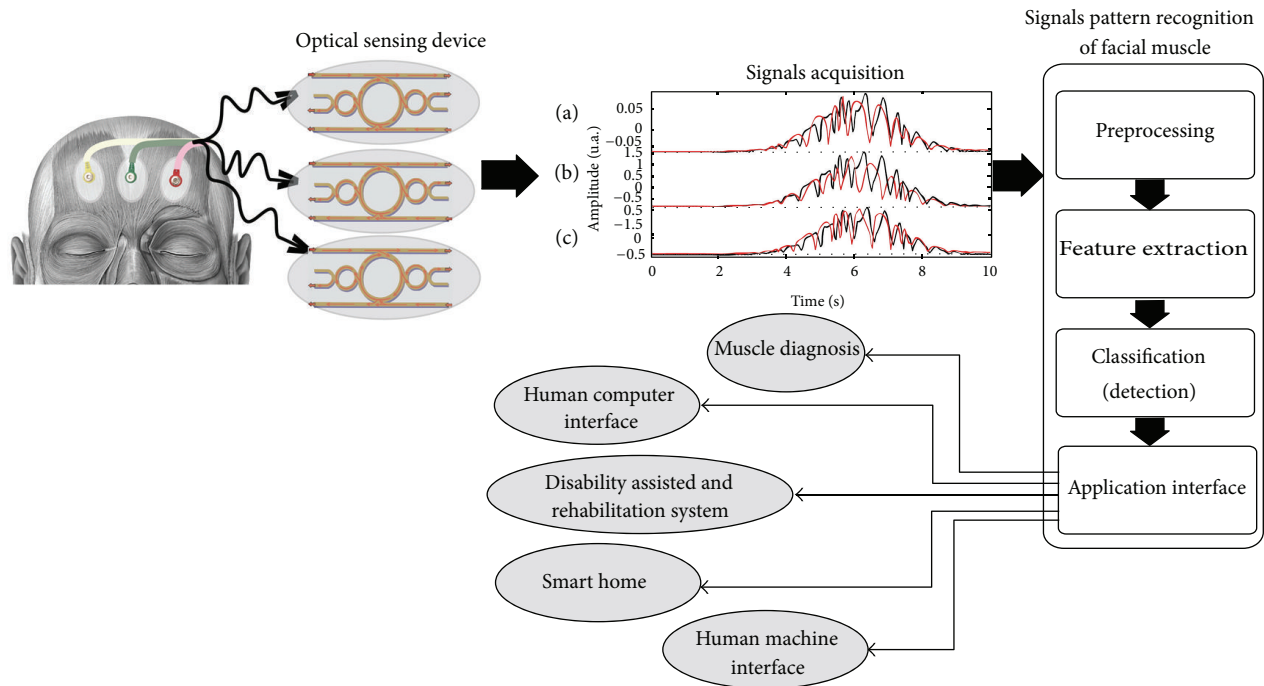 Optical sensing device
Signals acquisition
(a)
(b)
(c)
Amplitude (u.a.)
0.05
0
−0.05
1.5
1
0.5
0
−0.5
0.5
−1.5
0
−0.5
0 2 4 6 8 10
Time (s)
Signals pattern recognition
of facial muscle
Preprocessing
Feature extraction
Classification
(detection)
Application interface
Muscle diagnosis
Human computer
interface
Disability assisted and
rehabilitation system
Smart home
Human machine
interface